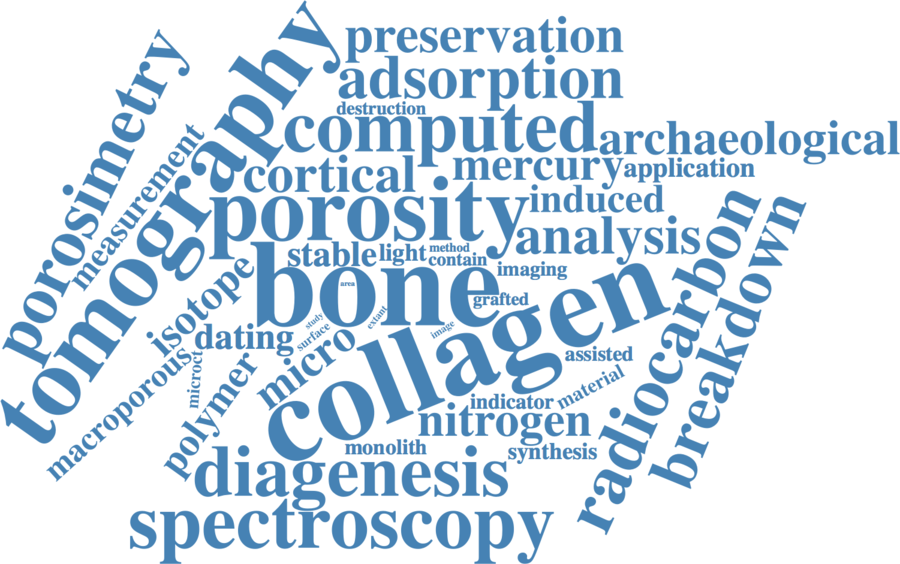 preservation
adsorption
destruction
computed
archaeological
mercury
application
cortical
porosity
induced
analysis
porosimetry
measurement
tomography
stable
light
method
contain
imaging
bone
area
grafted
isotope
dating
study
surface
extant
image
micro
collagen
assisted
microct
macroporous
polymer
indicator
material
nitrogen
monolith
synthesis
radiocarbon
breakdown
diagenesis
spectroscopy